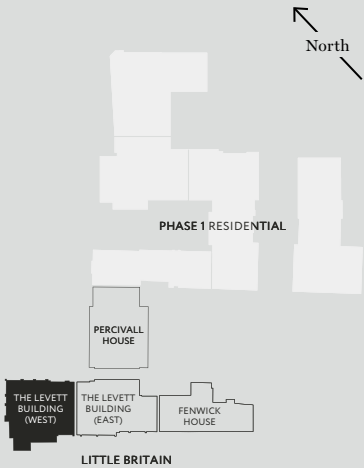 North
PHASE 1 RESIDENTIAL
PERCIVALL
HOUSE
THE LEVETT
BUILDING
(WEST)
THE LEVETT
BUILDING
(EAST)
FENWICK
HOUSE
LITTLE BRITAIN